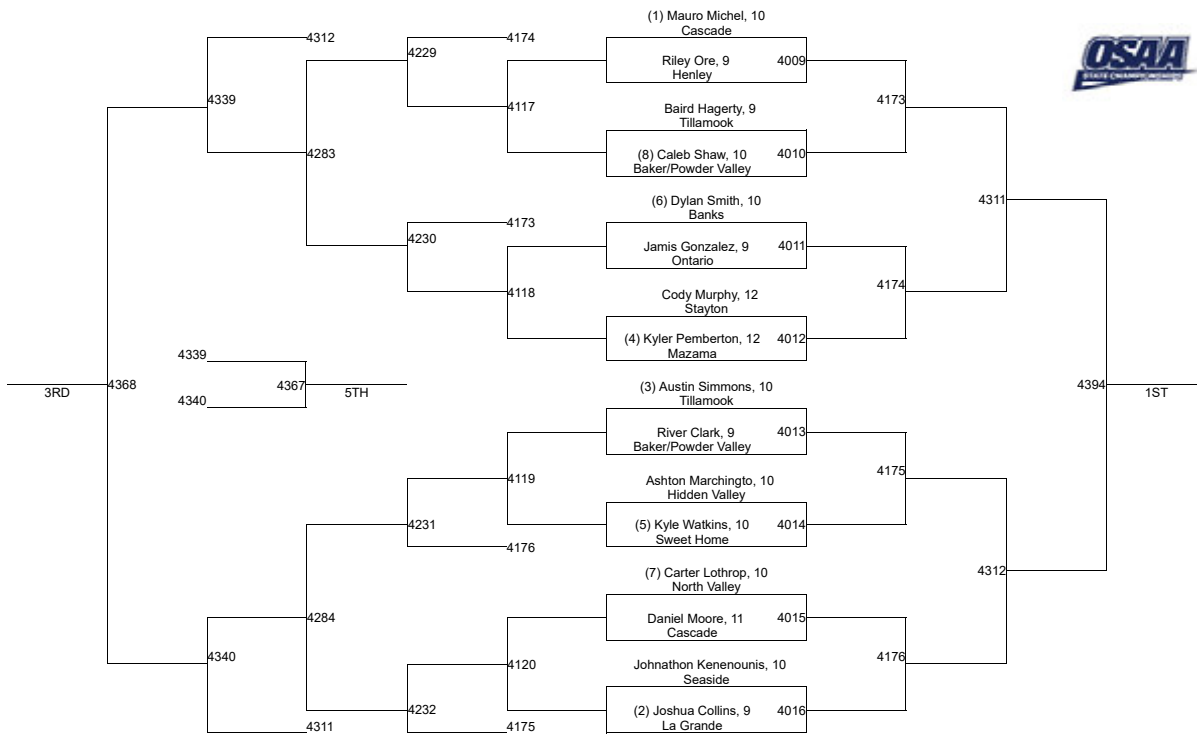 (1) Mauro Michel, 10
Cascade
OSAA
STATE CHAMPIONSHIPS
4312
4229
4174
Riley Ore, 9
Henley
4009
4339
4117
4173
Baird Hagerty, 9
Tillamook
4283
(8) Caleb Shaw, 10
Baker/Powder Valley
4010
(6) Dylan Smith, 10
Banks
4311
4173
4230
Jamis Gonzalez, 9
Ontario
4011
4118
4174
Cody Murphy, 12
Stayton
(4) Kyler Pemberton, 12
Mazama
4012
4339
3RD
4368
4367
5TH
4340
(3) Austin Simmons, 10
Tillamook
4394
1ST
River Clark, 9
Baker/Powder Valley
4013
4119
4175
Ashton Marchingto, 10
Hidden Valley
4231
(5) Kyle Watkins, 10
Sweet Home
4014
4176
(7) Carter Lothrop, 10
North Valley
4312
4284
Daniel Moore, 11
Cascade
4015
4340
4120
4176
Johnathon Kenenounis, 10
Seaside
4232
(2) Joshua Collins, 9
La Grande
4016
4311
4175